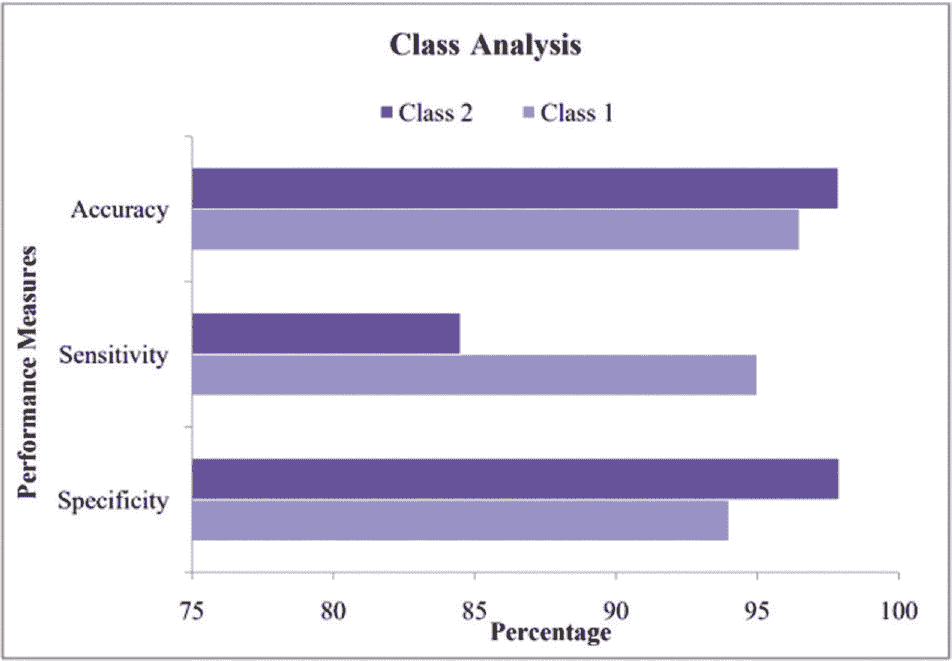 Class Analysis
Class 2 Class 1
Performance Measures
Accuracy
Sensitivity
Specificity
75 80 85 90 95 100
Percentage